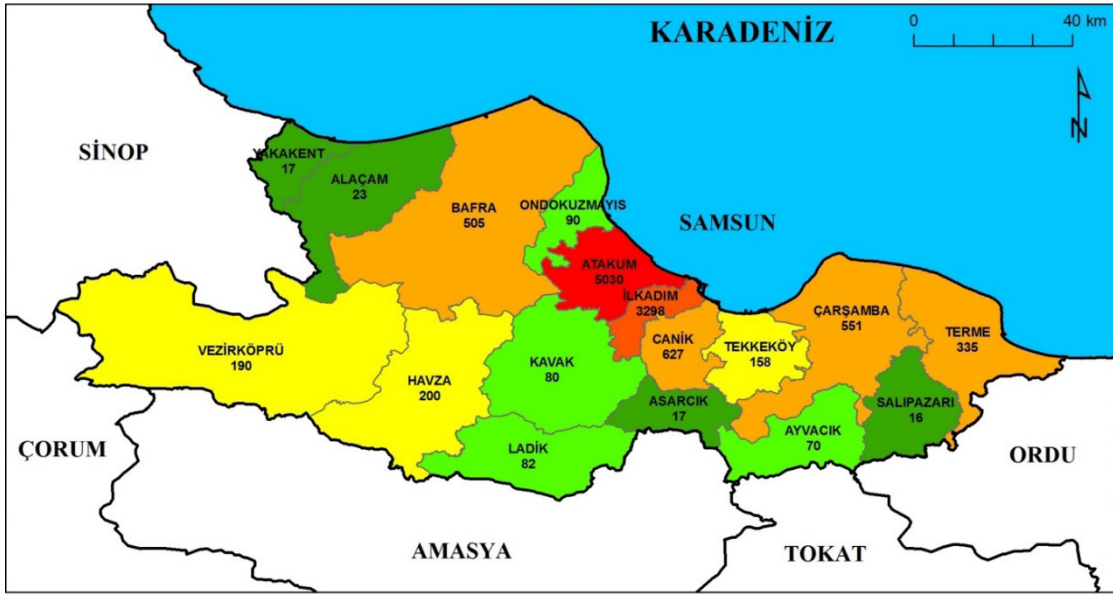 KARADENİZ
0 40 km
N
SİNOP
YAKAKENT
17
ALAÇAM
23
BAFRA
505
ONDOKUZMAYIS
90
SAMSUN
ATAKUM
5030
İLKADIM
3298
ÇARŞAMBA
551
TERME
335
CANİK
627
TEKKEKÖY
158
VEZİRKÖPRÜ
190
HAVZA
200
KAVAK
80
ASARCIK
17
SALIPAZARI
16
AYVACIK
70
LADİK
82
ÇORUM
ORDU
AMASYA
TOKAT